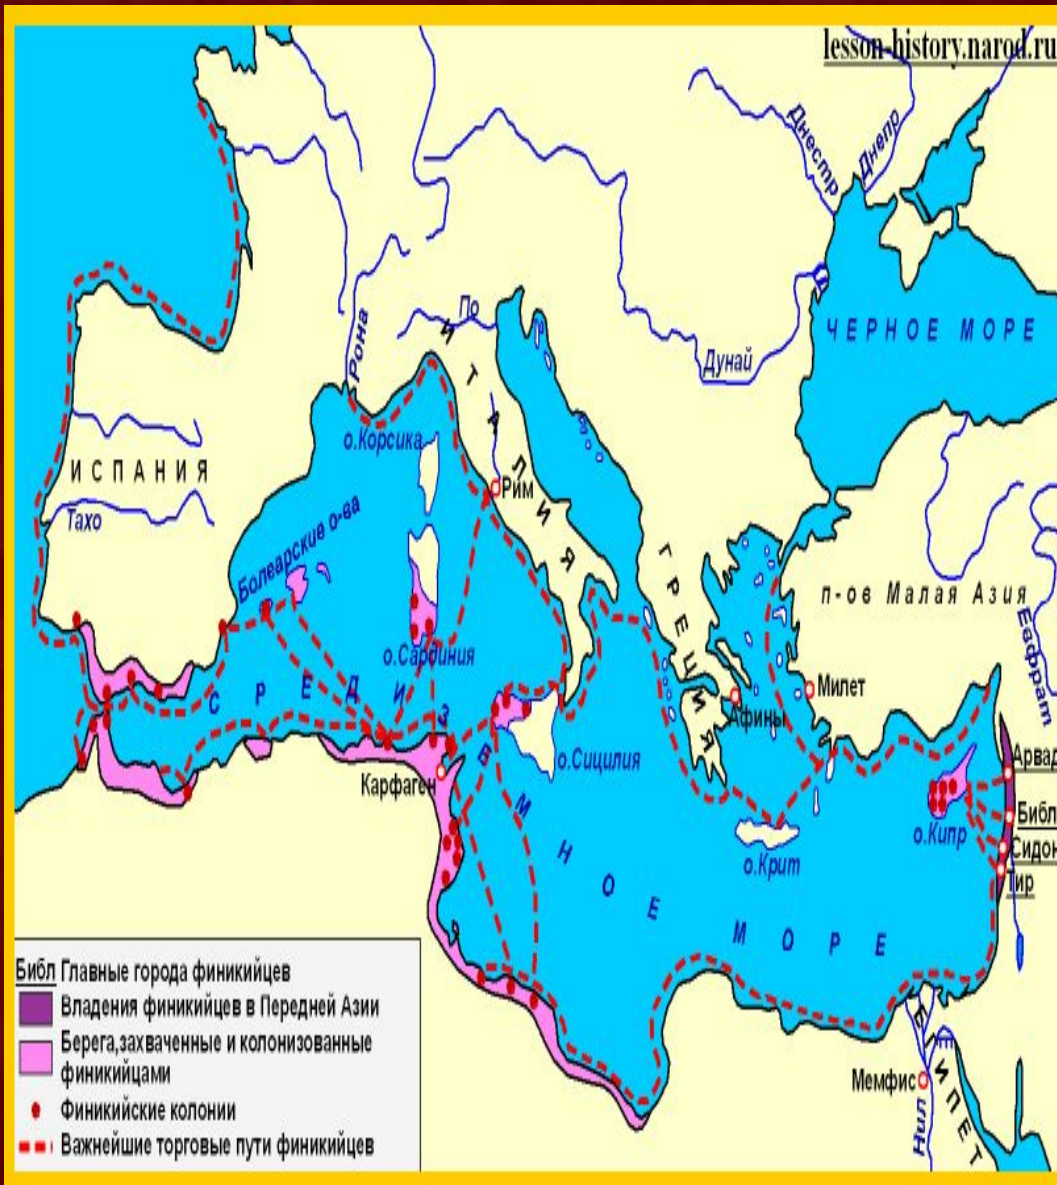 lesson-history.narod.ru
Днестр
Днепр
По
Рона
ИТАЛИЯ
Дунай
ЧЕРНОЕ МОРЕ
о.Корсика
ИСПАНИЯ
Рим
Тахо
Болеарские о-ва
ГРЕЦИЯ
п-ов Малая Азия
Евфрат
о.Сардиния
СРЕДИЗЕМНОЕ МОРЕ
Милет
Афины
Карфаген
о.Сицилия
Арвад
Библ
о.Кипр
Сидон
о.Крит
Тир
ЕГИПЕТ
Мемфис
Нил
Библ Главные города финикийцев
Владения финикийцев в Передней Азии
Берега,захваченные и колонизованные
финикийцами
Финикийские колонии
Важнейшие торговые пути финикийцев